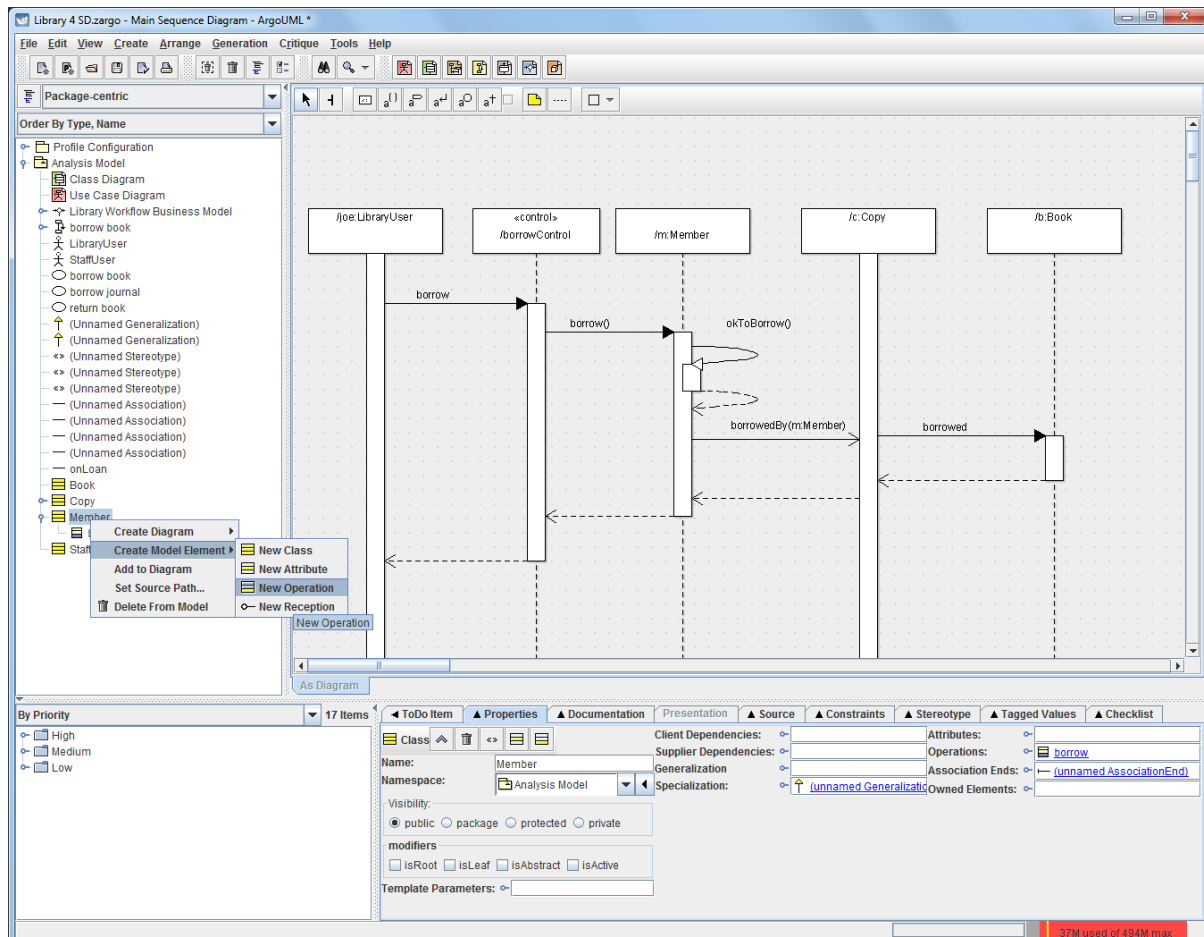 Library 4 SD.zargo - Main Sequence Diagram - ArgoUML *
File Edit View Create Arrange Generation Critique Tools Help
Package-centric
Order By Type, Name
Profile Configuration
Analysis Model
Class Diagram
Use Case Diagram
Library Workflow Business Model
borrow book
LibraryUser
StaffUser
borrow book
borrow journal
return book
(Unnamed Generalization)
(Unnamed Generalization)
«» (Unnamed Stereotype)
«» (Unnamed Stereotype)
«» (Unnamed Stereotype)
(Unnamed Association)
(Unnamed Association)
(Unnamed Association)
(Unnamed Association)
onLoan
Book
Copy
Member
b
Staf
Create Diagram
Create Model Element
Add to Diagram
Set Source Path...
Delete From Model
New Class
New Attribute
New Operation
New Reception
New Operation
/joe:LibraryUser
«control»
/borrowControl
/m:Member
/c:Copy
/b:Book
borrow
borrow()
okToBorrow()
borrowedBy(m:Member)
borrowed
As Diagram
By Priority 17 Items
High
Medium
Low
ToDo Item Properties Documentation Presentation Source Constraints Stereotype Tagged Values Checklist
Class «»
Name: Member
Namespace: Analysis Model
Visibility:
public package protected private
modifiers
isRoot isLeaf isAbstract isActive
Template Parameters:
Client Dependencies:
Supplier Dependencies:
Generalization
Specialization: (unnamed Generalizatio
Attributes:
Operations: borrow
Association Ends: (unnamed AssociationEnd)
Owned Elements:
37M used of 494M max